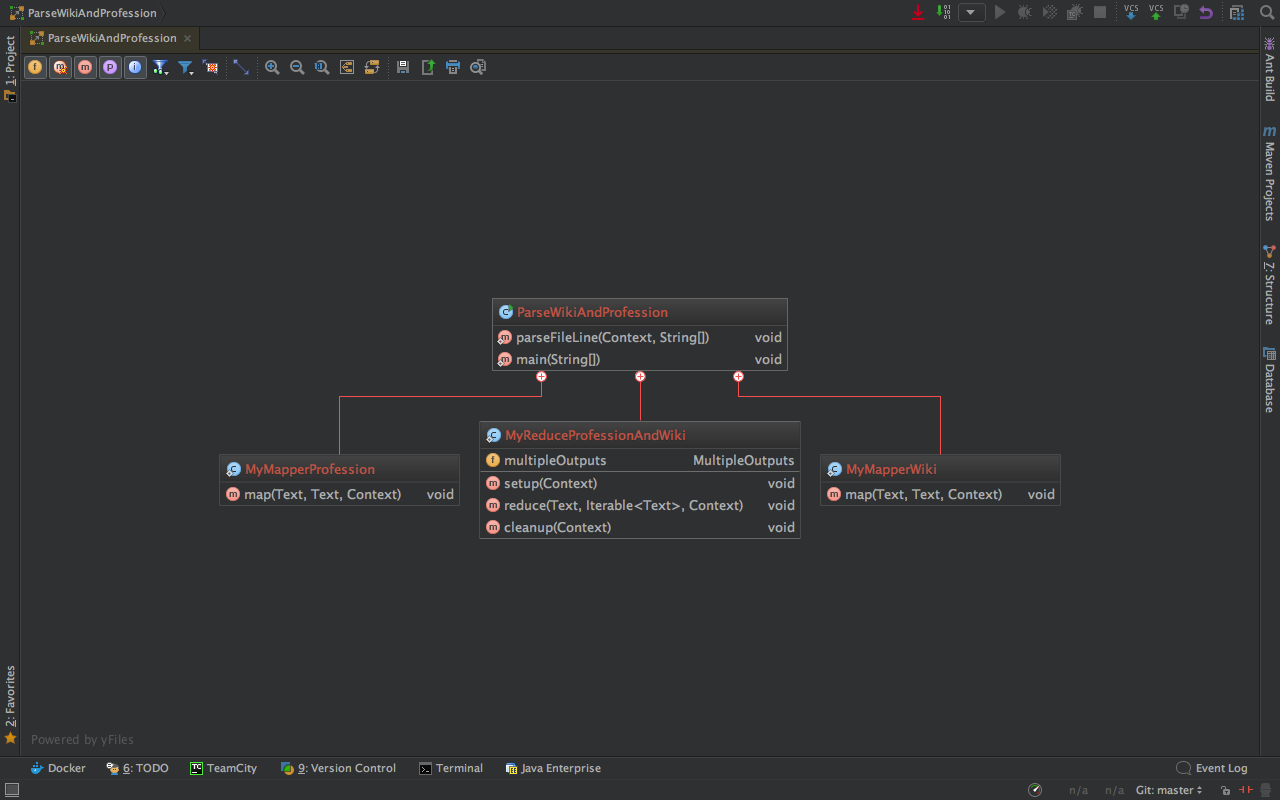 ParseWikiAndProfession
VCS VCS
ParseWikiAndProfession
1: Project
Ant Build
Maven Projects
7: Structure
Database
ParseWikiAndProfession
parseFileLine(Context, String[]) void
main(String[]) void
MyMapperProfession
map(Text, Text, Context) void
MyReduceProfessionAndWiki
multipleOutputs MultipleOutputs
setup(Context) void
reduce(Text, Iterable<Text>, Context) void
cleanup(Context) void
MyMapperWiki
map(Text, Text, Context) void
2: Favorites
Powered by yFiles
Docker 6: TODO TeamCity 9: Version Control Terminal Java Enterprise Event Log
n/a n/a Git: master